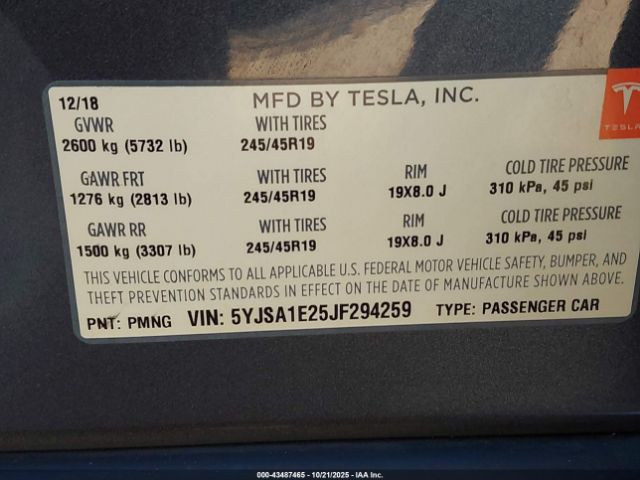 12/18 MFD BY TESLA, INC.
TESLA
GVWR WITH TIRES
2600 kg (5732 lb) 245/45R19
GAWR FRT WITH TIRES RIM COLD TIRE PRESSURE
1276 kg (2813 lb) 245/45R19 19X8.0 J 310 kPa, 45 psi
GAWR RR WITH TIRES RIM COLD TIRE PRESSURE
1500 kg (3307 lb) 245/45R19 19X8.0 J 310 kPa, 45 psi
THIS VEHICLE CONFORMS TO ALL APPLICABLE U.S. FEDERAL MOTOR VEHICLE SAFETY, BUMPER, AND
THEFT PREVENTION STANDARDS IN EFFECT ON THE DATE OF MANUFACTURE SHOWN ABOVE.
PNT: PMNG VIN: 5YJSA1E25JF294259 TYPE: PASSENGER CAR
000-43487465 - 10/21/2025 - IAA Inc.